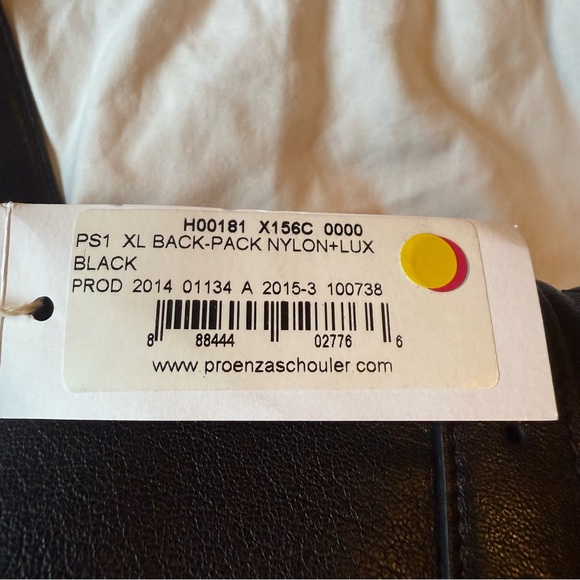 H00181 X156C 0000
PS1 XL BACK-PACK NYLON+LUX
BLACK
PROD 2014 01134 A 2015-3 100738
8 88444 02776 6
www.proenzaschouler.com